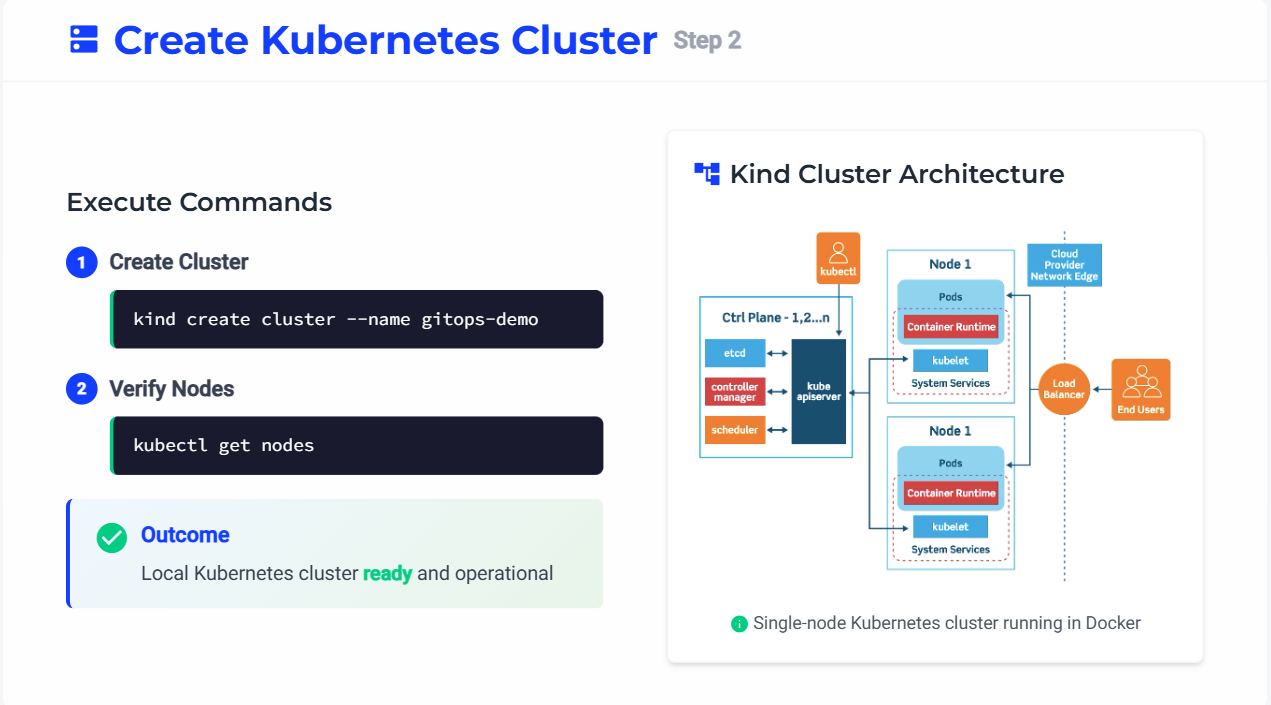 Create Kubernetes Cluster Step 2
Execute Commands
1 Create Cluster
kind create cluster --name gitops-demo
2 Verify Nodes
kubectl get nodes
Outcome
Local Kubernetes cluster ready and operational
Kind Cluster Architecture
kubectl
Ctrl Plane - 1,2...n
etcd
controller
manager
scheduler
kube
apiserver
Node 1
Pods
Container Runtime
kubelet
System Services
Node 1
Pods
Container Runtime
kubelet
System Services
Cloud
Provider
Network Edge
Load
Balancer
End Users
Single-node Kubernetes cluster running in Docker